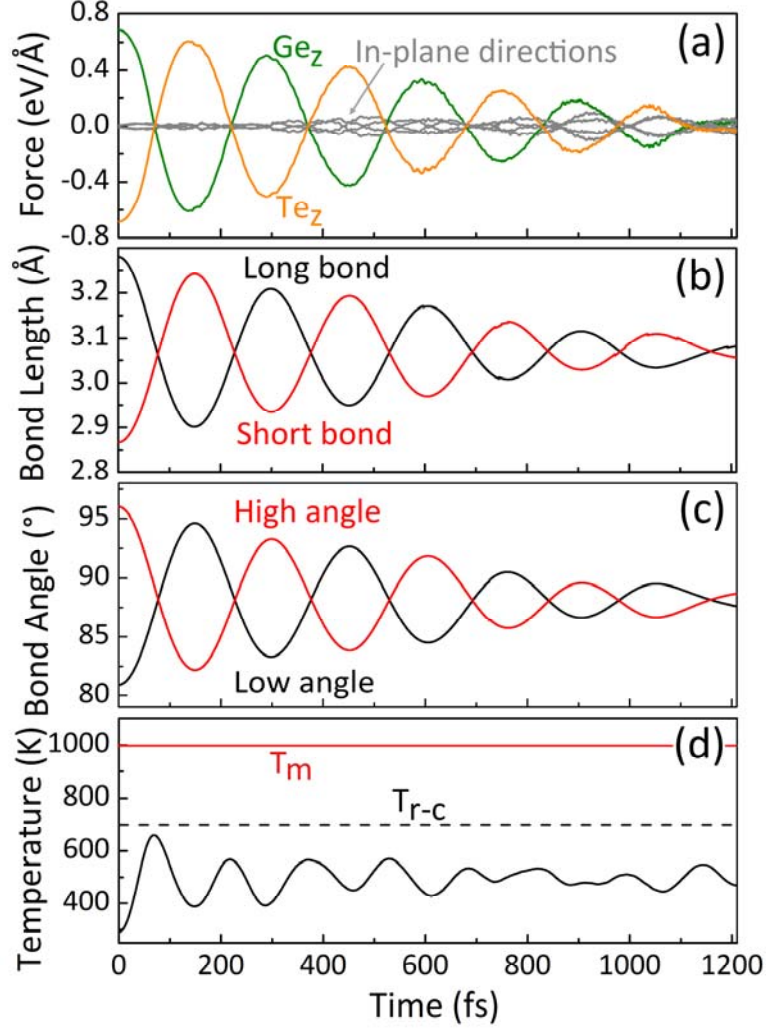 (a)
Force (eV/Å)
0.8
0.4
0.0
-0.4
-0.8
Ge_z
In-plane directions
Te_z
(b)
Bond Length (Å)
3.2
3.1
3.0
2.9
2.8
Long bond
Short bond
(c)
Bond Angle (°)
95
90
85
80
High angle
Low angle
(d)
Temperature (K)
1000
800
600
400
T_m
T_r-c
0 200 400 600 800 1000 1200
Time (fs)